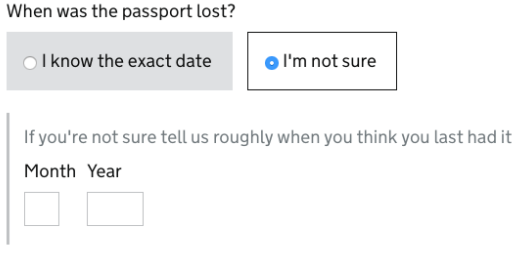 When was the passport lost?
I know the exact date
I'm not sure
If you're not sure tell us roughly when you think you last had it
Month Year